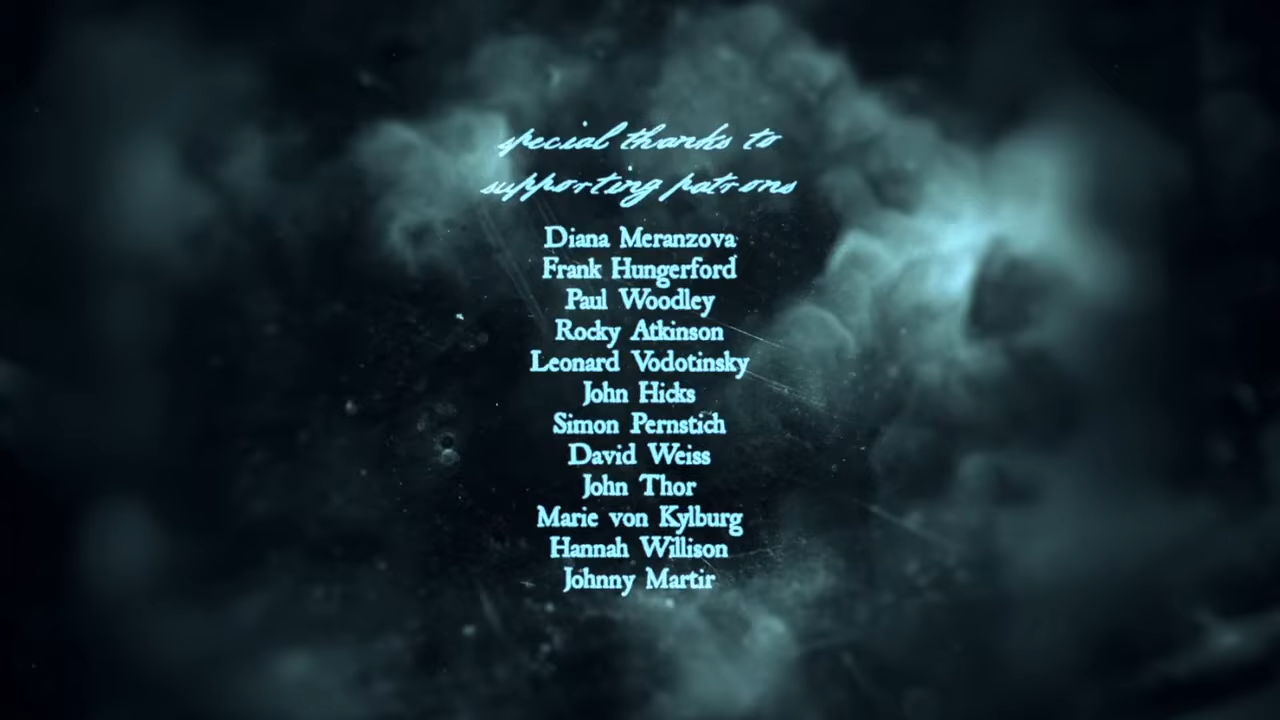 special thanks to
supporting patrons
Diana Meranzova
Frank Hungerford
Paul Woodley
Rocky Atkinson
Leonard Vodotinsky
John Hicks
Simon Pernstich
David Weiss
John Thor
Marie von Kylburg
Hannah Willison
Johnny Martir